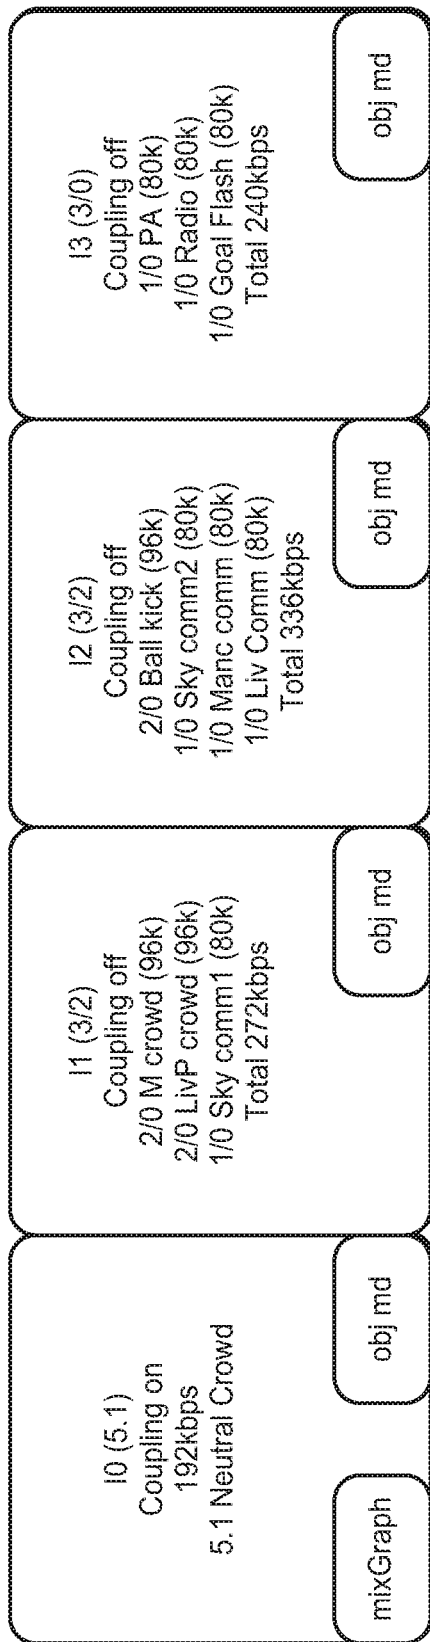 I0 (5.1)
Coupling on
192kbps
5.1 Neutral Crowd
mixGraph
obj md
I1 (3/2)
Coupling off
2/0 M crowd (96k)
2/0 LivP crowd (96k)
1/0 Sky comm1 (80k)
Total 272kbps
obj md
I2 (3/2)
Coupling off
2/0 Ball kick (96k)
1/0 Sky comm2 (80k)
1/0 Manc comm (80k)
1/0 Liv Comm (80k)
Total 336kbps
obj md
I3 (3/0)
Coupling off
1/0 PA (80k)
1/0 Radio (80k)
1/0 Goal Flash (80k)
Total 240kbps
obj md